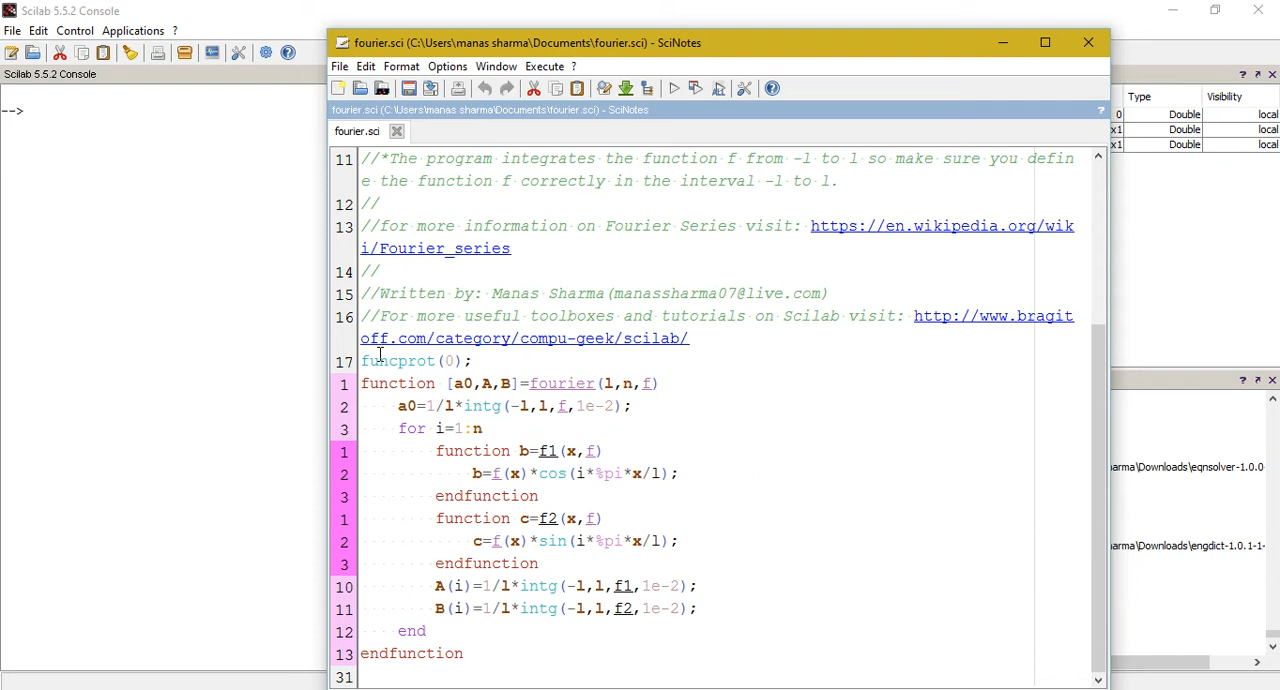 Scilab 5.5.2 Console
File Edit Control Applications ?
Scilab 5.5.2 Console
-->
fourier.sci (C:\Users\manas sharma\Documents\fourier.sci) - SciNotes
File Edit Format Options Window Execute ?
fourier.sci (C:\Users\manas sharma\Documents\fourier.sci) - SciNotes
?
fourier.sci
11 //*The program integrates the function f from -l to l so make sure you defin
e the function f correctly in the interval -l to l.
12 //
13 //for more information on Fourier Series visit: https://en.wikipedia.org/wik
i/Fourier_series
14 //
15 //Written by: Manas Sharma(manassharma07@live.com)
16 //For more useful toolboxes and tutorials on Scilab visit: http://www.bragit
off.com/category/compu-geek/scilab/
17 funcprot(0);
1 function [a0,A,B]=fourier(l,n,f)
2 a0=1/l*intg(-l,l,f,1e-2);
3 for i=1:n
1 function b=f1(x,f)
2 b=f(x)*cos(i*%pi*x/l);
3 endfunction
1 function c=f2(x,f)
2 c=f(x)*sin(i*%pi*x/l);
3 endfunction
10 A(i)=1/l*intg(-l,l,f1,1e-2);
11 B(i)=1/l*intg(-l,l,f2,1e-2);
12 end
13 endfunction
31
?
Type Visibility
0 Double local
x1 Double local
x1 Double local
?
arma\Downloads\eqnsolver-1.0.0-
arma\Downloads\engdict-1.0.1-1-